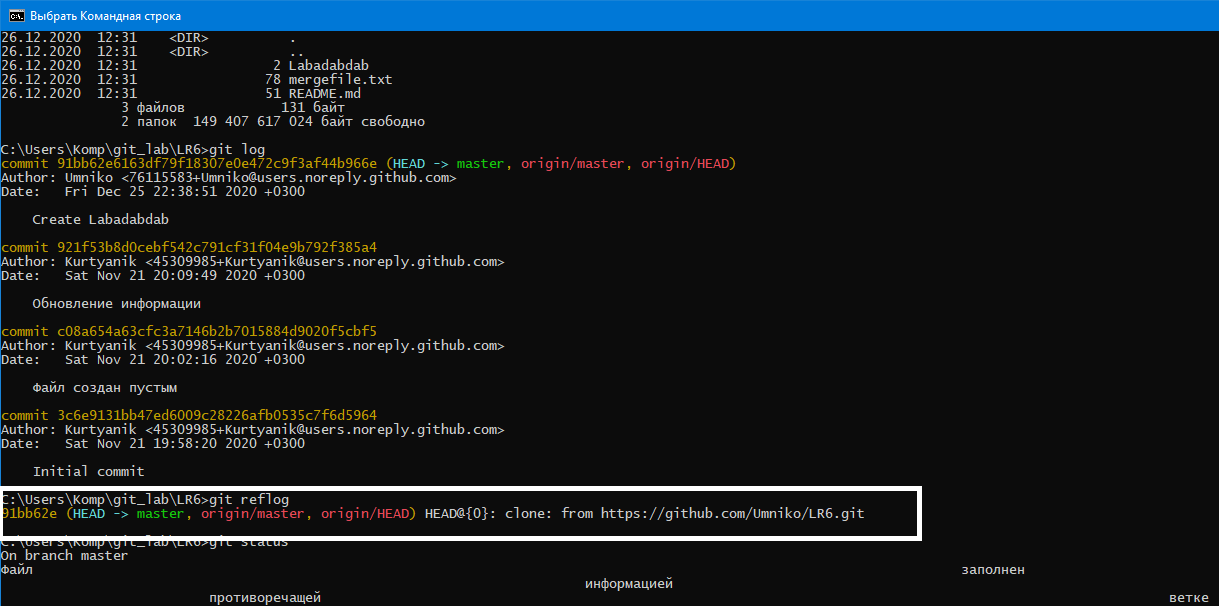 Выбрать Командная строка
26.12.2020  12:31    <DIR>          .
26.12.2020  12:31    <DIR>          ..
26.12.2020  12:31                 2 Labadabdab
26.12.2020  12:31                78 mergefile.txt
26.12.2020  12:31                51 README.md
3 файлов            131 байт
2 папок  149 407 617 024 байт свободно
C:\Users\Komp\git_lab\LR6>git log
commit 91bb62e6163df79f18307e0e472c9f3af44b966e (HEAD -> master, origin/master, origin/HEAD)
Author: Umniko <76115583+Umniko@users.noreply.github.com>
Date:   Fri Dec 25 22:38:51 2020 +0300
Create Labadabdab
commit 921f53b8d0cebf542c791cf31f04e9b792f385a4
Author: Kurtyanik <45309985+Kurtyanik@users.noreply.github.com>
Date:   Sat Nov 21 20:09:49 2020 +0300
Обновление информации
commit c08a654a63cfc3a7146b2b7015884d9020f5cbf5
Author: Kurtyanik <45309985+Kurtyanik@users.noreply.github.com>
Date:   Sat Nov 21 20:02:16 2020 +0300
Файл создан пустым
commit 3c6e9131bb47ed6009c28226afb0535c7f6d5964
Author: Kurtyanik <45309985+Kurtyanik@users.noreply.github.com>
Date:   Sat Nov 21 19:58:20 2020 +0300
Initial commit
C:\Users\Komp\git_lab\LR6>git reflog
91bb62e (HEAD -> master, origin/master, origin/HEAD) HEAD@{0}: clone: from https://github.com/Umniko/LR6.git
C:\Users\Komp\git_lab\LR6>git status
On branch master
Файл заполнен
информацией
противоречащей ветке